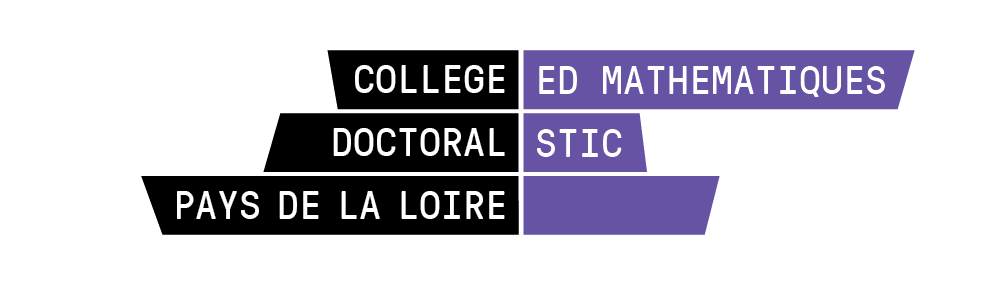 COLLEGE ED MATHEMATIQUES
DOCTORAL STIC
PAYS DE LA LOIRE